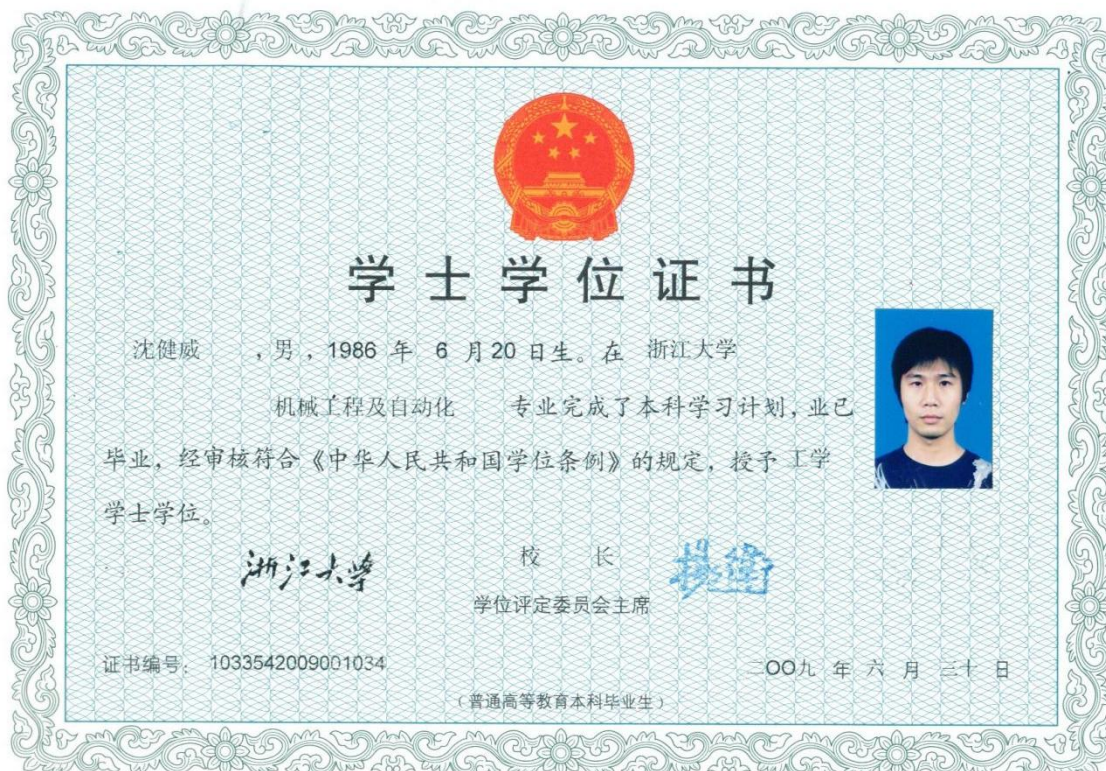 学士学位证书
沈健威 ，男，1986 年 6 月20 日生。在 浙江大学
机械工程及自动化 专业完成了本科学习计划，业已
毕业，经审核符合《中华人民共和国学位条例》的规定，授予 工学
学士学位。
浙江大学 校 长 杨卫
学位评定委员会主席
证书编号：1033542009001034 二〇〇九 年 六 月 三十 日
（普通高等教育本科毕业生）